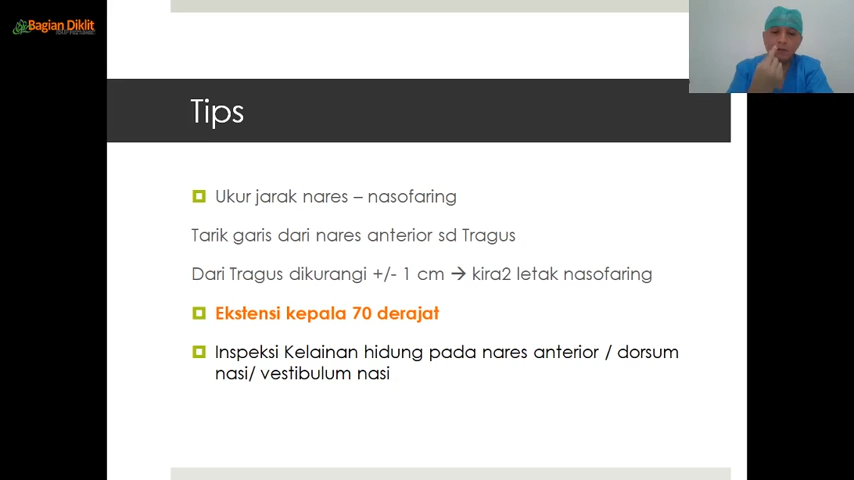 Bagian Diklit
Tips
Ukur jarak nares – nasofaring
Tarik garis dari nares anterior sd Tragus
Dari Tragus dikurangi +/- 1 cm → kira2 letak nasofaring
Ekstensi kepala 70 derajat
Inspeksi Kelainan hidung pada nares anterior / dorsum
nasi/ vestibulum nasi